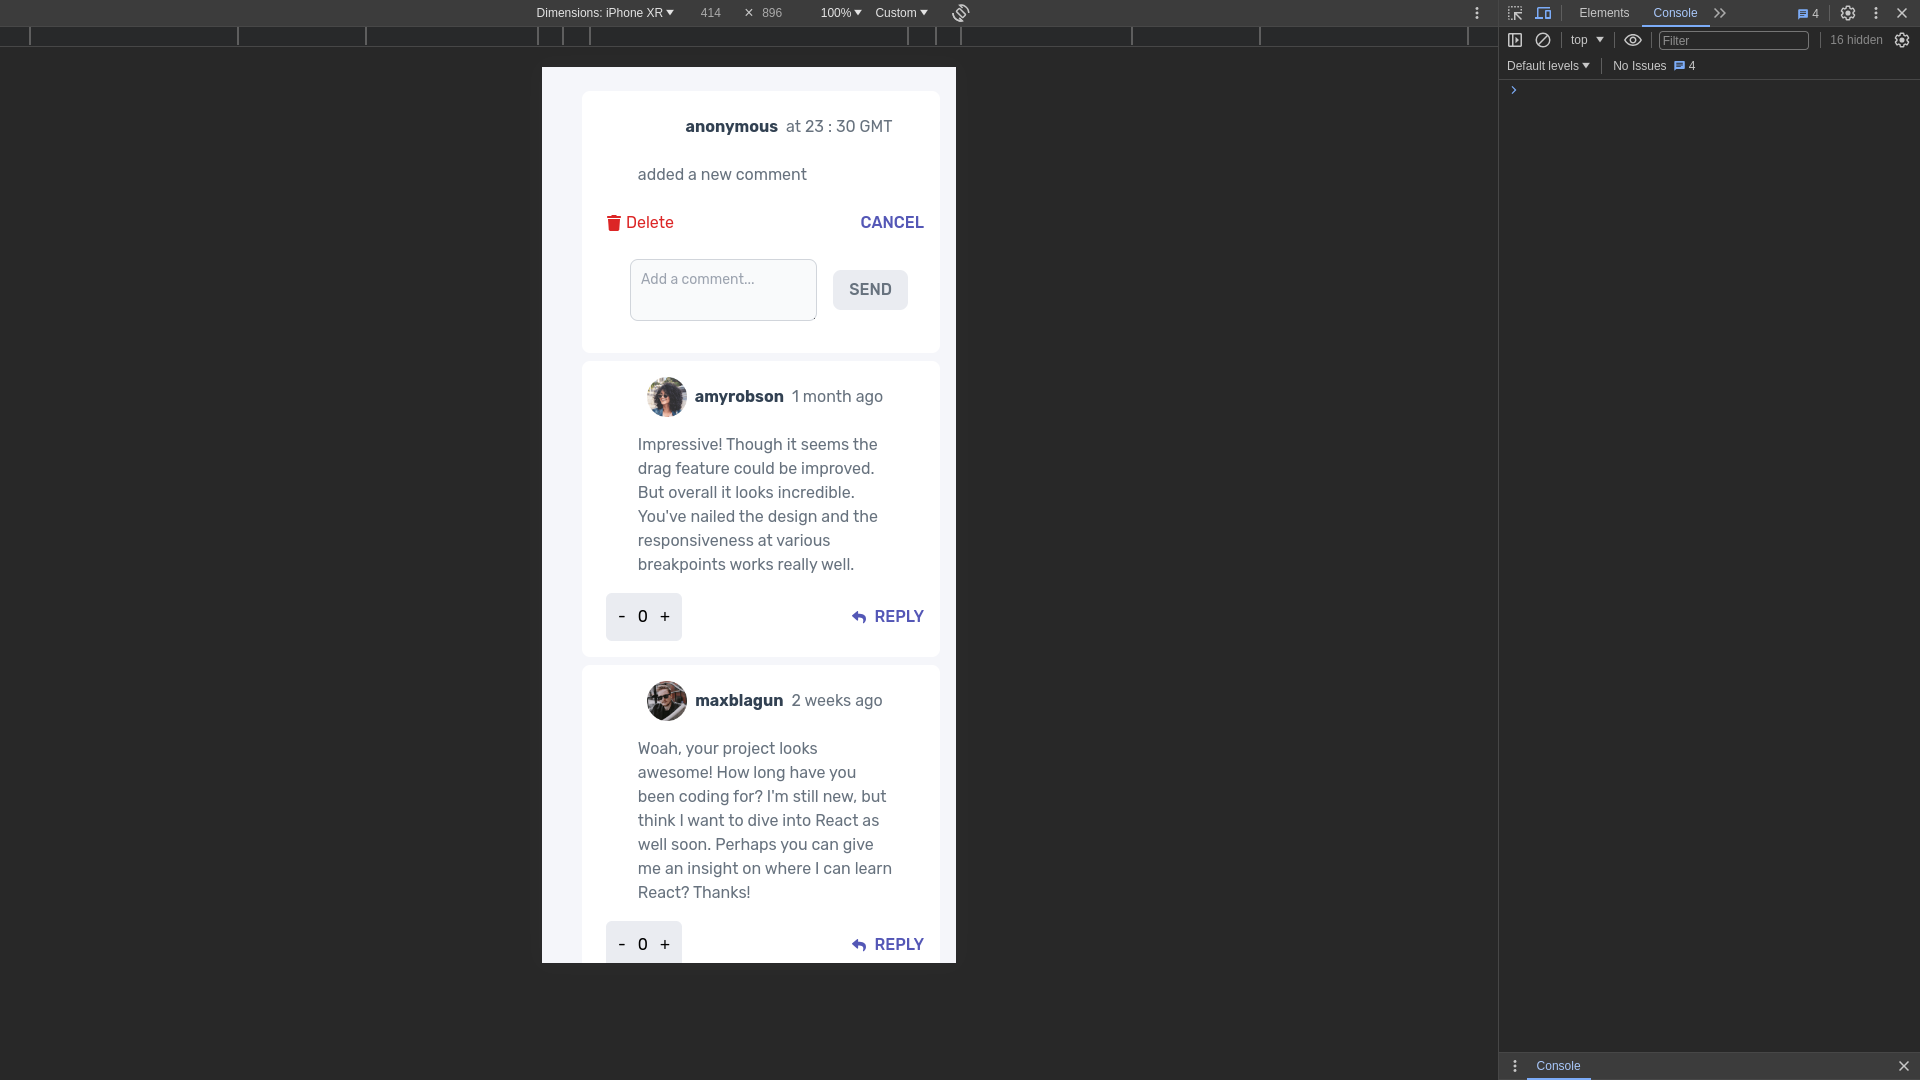 Dimensions: iPhone XR 414 × 896 100% Custom
Elements Console 4
top Filter 16 hidden
Default levels No Issues 4
anonymous at 23 : 30 GMT
added a new comment
Delete CANCEL
Add a comment... SEND
amyrobson 1 month ago
Impressive! Though it seems the
drag feature could be improved.
But overall it looks incredible.
You've nailed the design and the
responsiveness at various
breakpoints works really well.
- 0 + REPLY
maxblagun 2 weeks ago
Woah, your project looks
awesome! How long have you
been coding for? I'm still new, but
think I want to dive into React as
well soon. Perhaps you can give
me an insight on where I can learn
React? Thanks!
- 0 + REPLY
Console